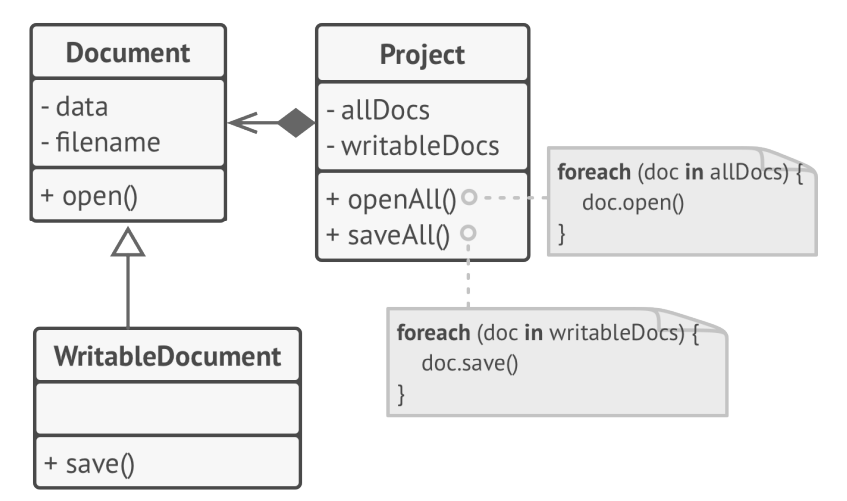 Document
- data
- filename
+ open()
Project
- allDocs
- writableDocs
+ openAll()
+ saveAll()
foreach (doc in allDocs) {
doc.open()
}
foreach (doc in writableDocs) {
doc.save()
}
WritableDocument
+ save()